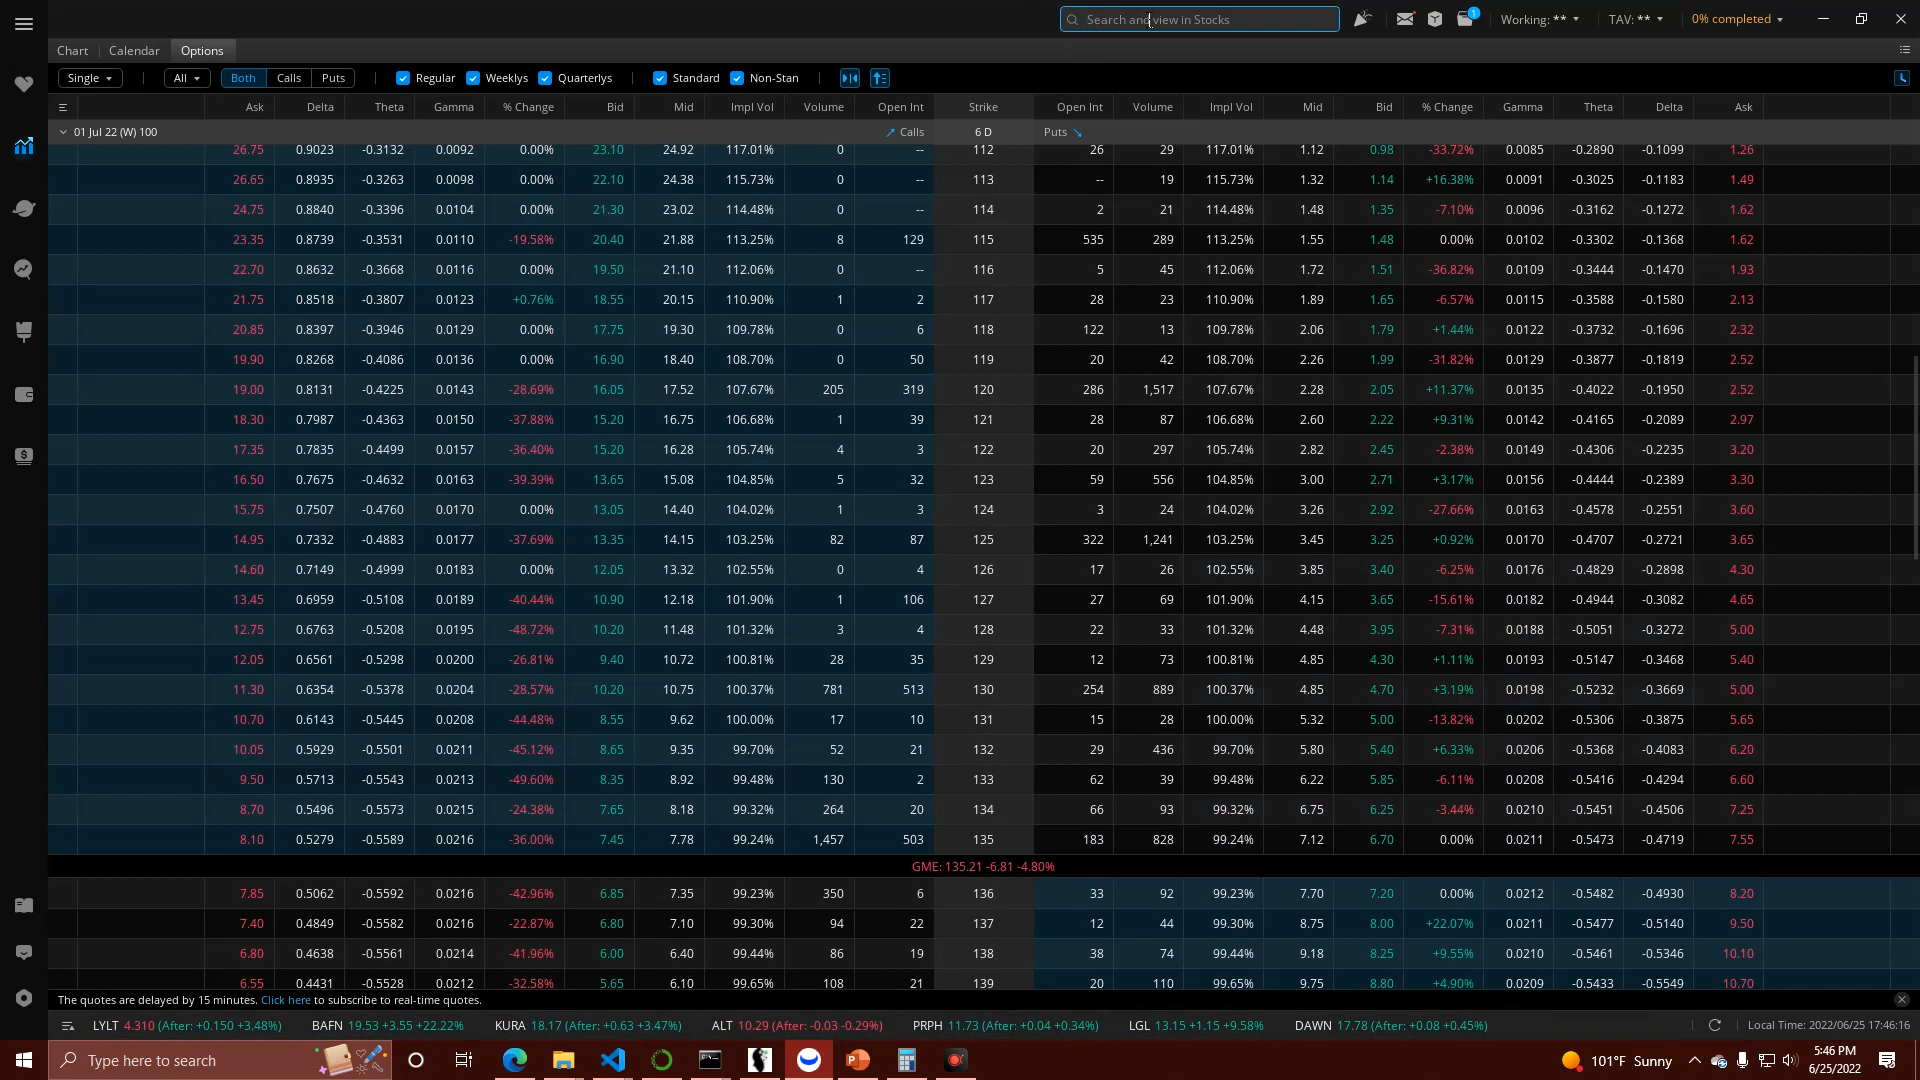 Search and view in Stocks 1 Working: ** TAV: ** 0% completed
Chart Calendar Options
Single All Both Calls Puts Regular Weeklys Quarterlys Standard Non-Stan
Ask Delta Theta Gamma % Change Bid Mid Impl Vol Volume Open Int Strike Open Int Volume Impl Vol Mid Bid % Change Gamma Theta Delta Ask
01 Jul 22 (W) 100 Calls 6 D Puts
26.75 0.9023 -0.3132 0.0092 0.00% 23.10 24.92 117.01% 0 -- 112 26 29 117.01% 1.12 0.98 -33.72% 0.0085 -0.2890 -0.1099 1.26
26.65 0.8935 -0.3263 0.0098 0.00% 22.10 24.38 115.73% 0 -- 113 -- 19 115.73% 1.32 1.14 +16.38% 0.0091 -0.3025 -0.1183 1.49
24.75 0.8840 -0.3396 0.0104 0.00% 21.30 23.02 114.48% 0 -- 114 2 21 114.48% 1.48 1.35 -7.10% 0.0096 -0.3162 -0.1272 1.62
23.35 0.8739 -0.3531 0.0110 -19.58% 20.40 21.88 113.25% 8 129 115 535 289 113.25% 1.55 1.48 0.00% 0.0102 -0.3302 -0.1368 1.62
22.70 0.8632 -0.3668 0.0116 0.00% 19.50 21.10 112.06% 0 -- 116 5 45 112.06% 1.72 1.51 -36.82% 0.0109 -0.3444 -0.1470 1.93
21.75 0.8518 -0.3807 0.0123 +0.76% 18.55 20.15 110.90% 1 2 117 28 23 110.90% 1.89 1.65 -6.57% 0.0115 -0.3588 -0.1580 2.13
20.85 0.8397 -0.3946 0.0129 0.00% 17.75 19.30 109.78% 0 6 118 122 13 109.78% 2.06 1.79 +1.44% 0.0122 -0.3732 -0.1696 2.32
19.90 0.8268 -0.4086 0.0136 0.00% 16.90 18.40 108.70% 0 50 119 20 42 108.70% 2.26 1.99 -31.82% 0.0129 -0.3877 -0.1819 2.52
19.00 0.8131 -0.4225 0.0143 -28.69% 16.05 17.52 107.67% 205 319 120 286 1,517 107.67% 2.28 2.05 +11.37% 0.0135 -0.4022 -0.1950 2.52
18.30 0.7987 -0.4363 0.0150 -37.88% 15.20 16.75 106.68% 1 39 121 28 87 106.68% 2.60 2.22 +9.31% 0.0142 -0.4165 -0.2089 2.97
17.35 0.7835 -0.4499 0.0157 -36.40% 15.20 16.28 105.74% 4 3 122 20 297 105.74% 2.82 2.45 -2.38% 0.0149 -0.4306 -0.2235 3.20
16.50 0.7675 -0.4632 0.0163 -39.39% 13.65 15.08 104.85% 5 32 123 59 556 104.85% 3.00 2.71 +3.17% 0.0156 -0.4444 -0.2389 3.30
15.75 0.7507 -0.4760 0.0170 0.00% 13.05 14.40 104.02% 1 3 124 3 24 104.02% 3.26 2.92 -27.66% 0.0163 -0.4578 -0.2551 3.60
14.95 0.7332 -0.4883 0.0177 -37.69% 13.35 14.15 103.25% 82 87 125 322 1,241 103.25% 3.45 3.25 +0.92% 0.0170 -0.4707 -0.2721 3.65
14.60 0.7149 -0.4999 0.0183 0.00% 12.05 13.32 102.55% 0 4 126 17 26 102.55% 3.85 3.40 -6.25% 0.0176 -0.4829 -0.2898 4.30
13.45 0.6959 -0.5108 0.0189 -40.44% 10.90 12.18 101.90% 1 106 127 27 69 101.90% 4.15 3.65 -15.61% 0.0182 -0.4944 -0.3082 4.65
12.75 0.6763 -0.5208 0.0195 -48.72% 10.20 11.48 101.32% 3 4 128 22 33 101.32% 4.48 3.95 -7.31% 0.0188 -0.5051 -0.3272 5.00
12.05 0.6561 -0.5298 0.0200 -26.81% 9.40 10.72 100.81% 28 35 129 12 73 100.81% 4.85 4.30 +1.11% 0.0193 -0.5147 -0.3468 5.40
11.30 0.6354 -0.5378 0.0204 -28.57% 10.20 10.75 100.37% 781 513 130 254 889 100.37% 4.85 4.70 +3.19% 0.0198 -0.5232 -0.3669 5.00
10.70 0.6143 -0.5445 0.0208 -44.48% 8.55 9.62 100.00% 17 10 131 15 28 100.00% 5.32 5.00 -13.82% 0.0202 -0.5306 -0.3875 5.65
10.05 0.5929 -0.5501 0.0211 -45.12% 8.65 9.35 99.70% 52 21 132 29 436 99.70% 5.80 5.40 +6.33% 0.0206 -0.5368 -0.4083 6.20
9.50 0.5713 -0.5543 0.0213 -49.60% 8.35 8.92 99.48% 130 2 133 62 39 99.48% 6.22 5.85 -6.11% 0.0208 -0.5416 -0.4294 6.60
8.70 0.5496 -0.5573 0.0215 -24.38% 7.65 8.18 99.32% 264 20 134 66 93 99.32% 6.75 6.25 -3.44% 0.0210 -0.5451 -0.4506 7.25
8.10 0.5279 -0.5589 0.0216 -36.00% 7.45 7.78 99.24% 1,457 503 135 183 828 99.24% 7.12 6.70 0.00% 0.0211 -0.5473 -0.4719 7.55
GME: 135.21 -6.81 -4.80%
7.85 0.5062 -0.5592 0.0216 -42.96% 6.85 7.35 99.23% 350 6 136 33 92 99.23% 7.70 7.20 0.00% 0.0212 -0.5482 -0.4930 8.20
7.40 0.4849 -0.5582 0.0216 -22.87% 6.80 7.10 99.30% 94 22 137 12 44 99.30% 8.75 8.00 +22.07% 0.0211 -0.5477 -0.5140 9.50
6.80 0.4638 -0.5561 0.0214 -41.96% 6.00 6.40 99.44% 86 19 138 38 74 99.44% 9.18 8.25 +9.55% 0.0210 -0.5461 -0.5346 10.10
6.55 0.4431 -0.5528 0.0212 -32.58% 5.65 6.10 99.65% 108 21 139 20 110 99.65% 9.75 8.80 +4.90% 0.0209 -0.5433 -0.5549 10.70
The quotes are delayed by 15 minutes. Click here to subscribe to real-time quotes.
LYLT 4.310 (After: +0.150 +3.48%) BAFN 19.53 +3.55 +22.22% KURA 18.17 (After: +0.63 +3.47%) ALT 10.29 (After: -0.03 -0.29%) PRPH 11.73 (After: +0.04 +0.34%) LGL 13.15 +1.15 +9.58% DAWN 17.78 (After: +0.08 +0.45%) Local Time: 2022/06/25 17:46:16
Type here to search 101°F Sunny 5:46 PM
6/25/2022